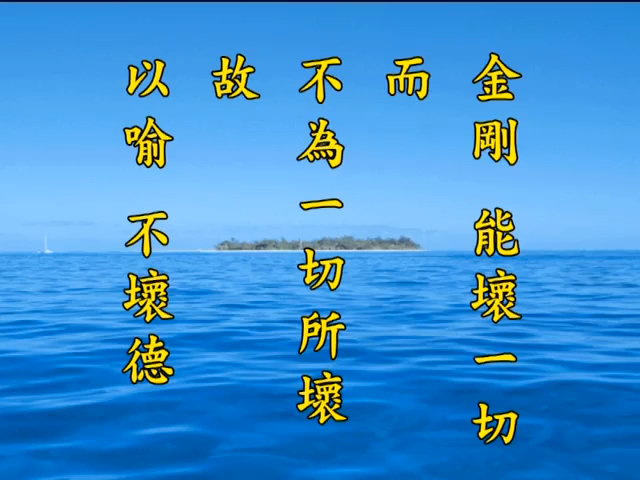 金剛 能壞一切
而
不為一切所壞
故
以喻 不壞德